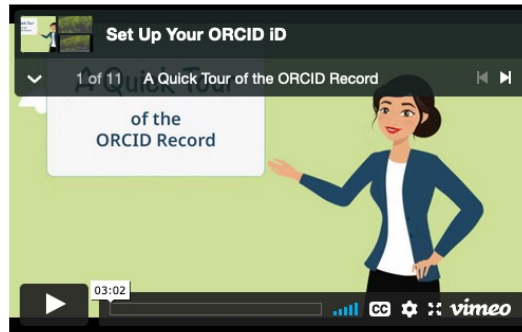 Set Up Your ORCID iD
1 of 11 A Quick Tour of the ORCID Record
A Quick Tour
of the
ORCID Record
03:02
CC
vimeo